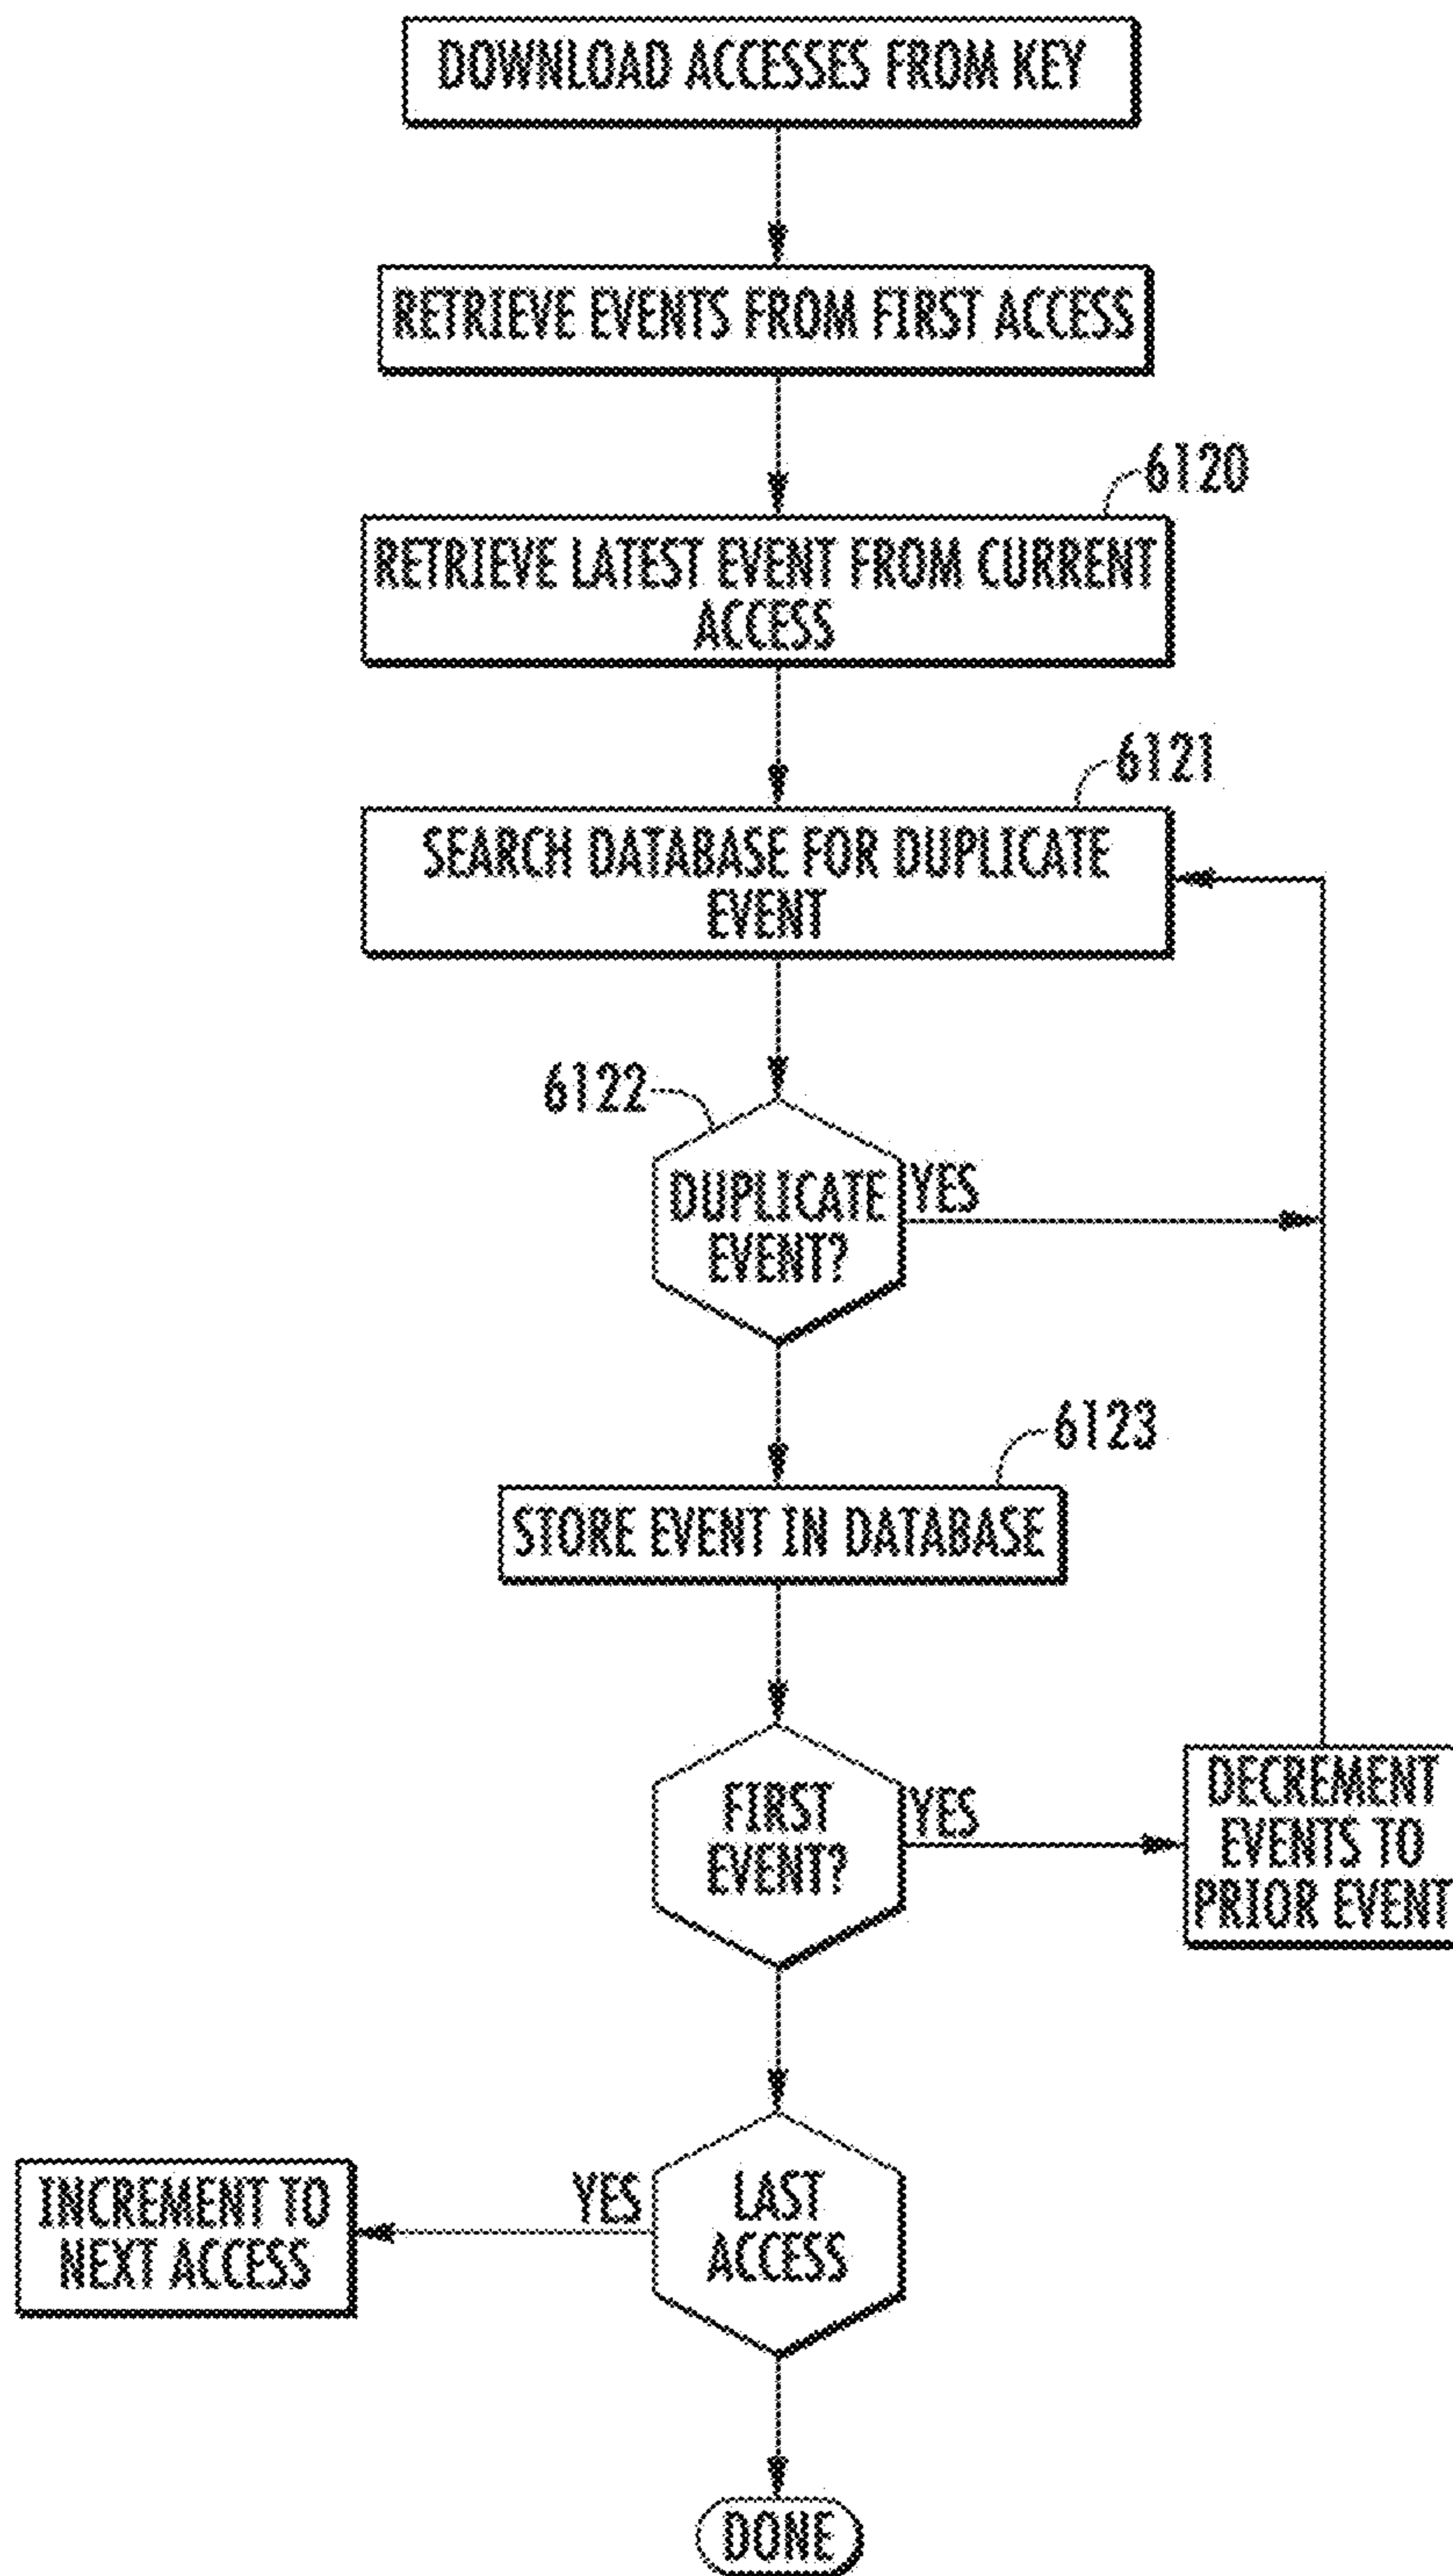 DOWNLOAD ACCESSES FROM KEY
RETRIEVE EVENTS FROM FIRST ACCESS
6120
RETRIEVE LATEST EVENT FROM CURRENT
ACCESS
6121
SEARCH DATABASE FOR DUPLICATE
EVENT
6122
DUPLICATE
EVENT?
YES
6123
STORE EVENT IN DATABASE
FIRST
EVENT?
YES
DECREMENT
EVENTS TO
PRIOR EVENT
INCREMENT TO
NEXT ACCESS
YES
LAST
ACCESS
DONE